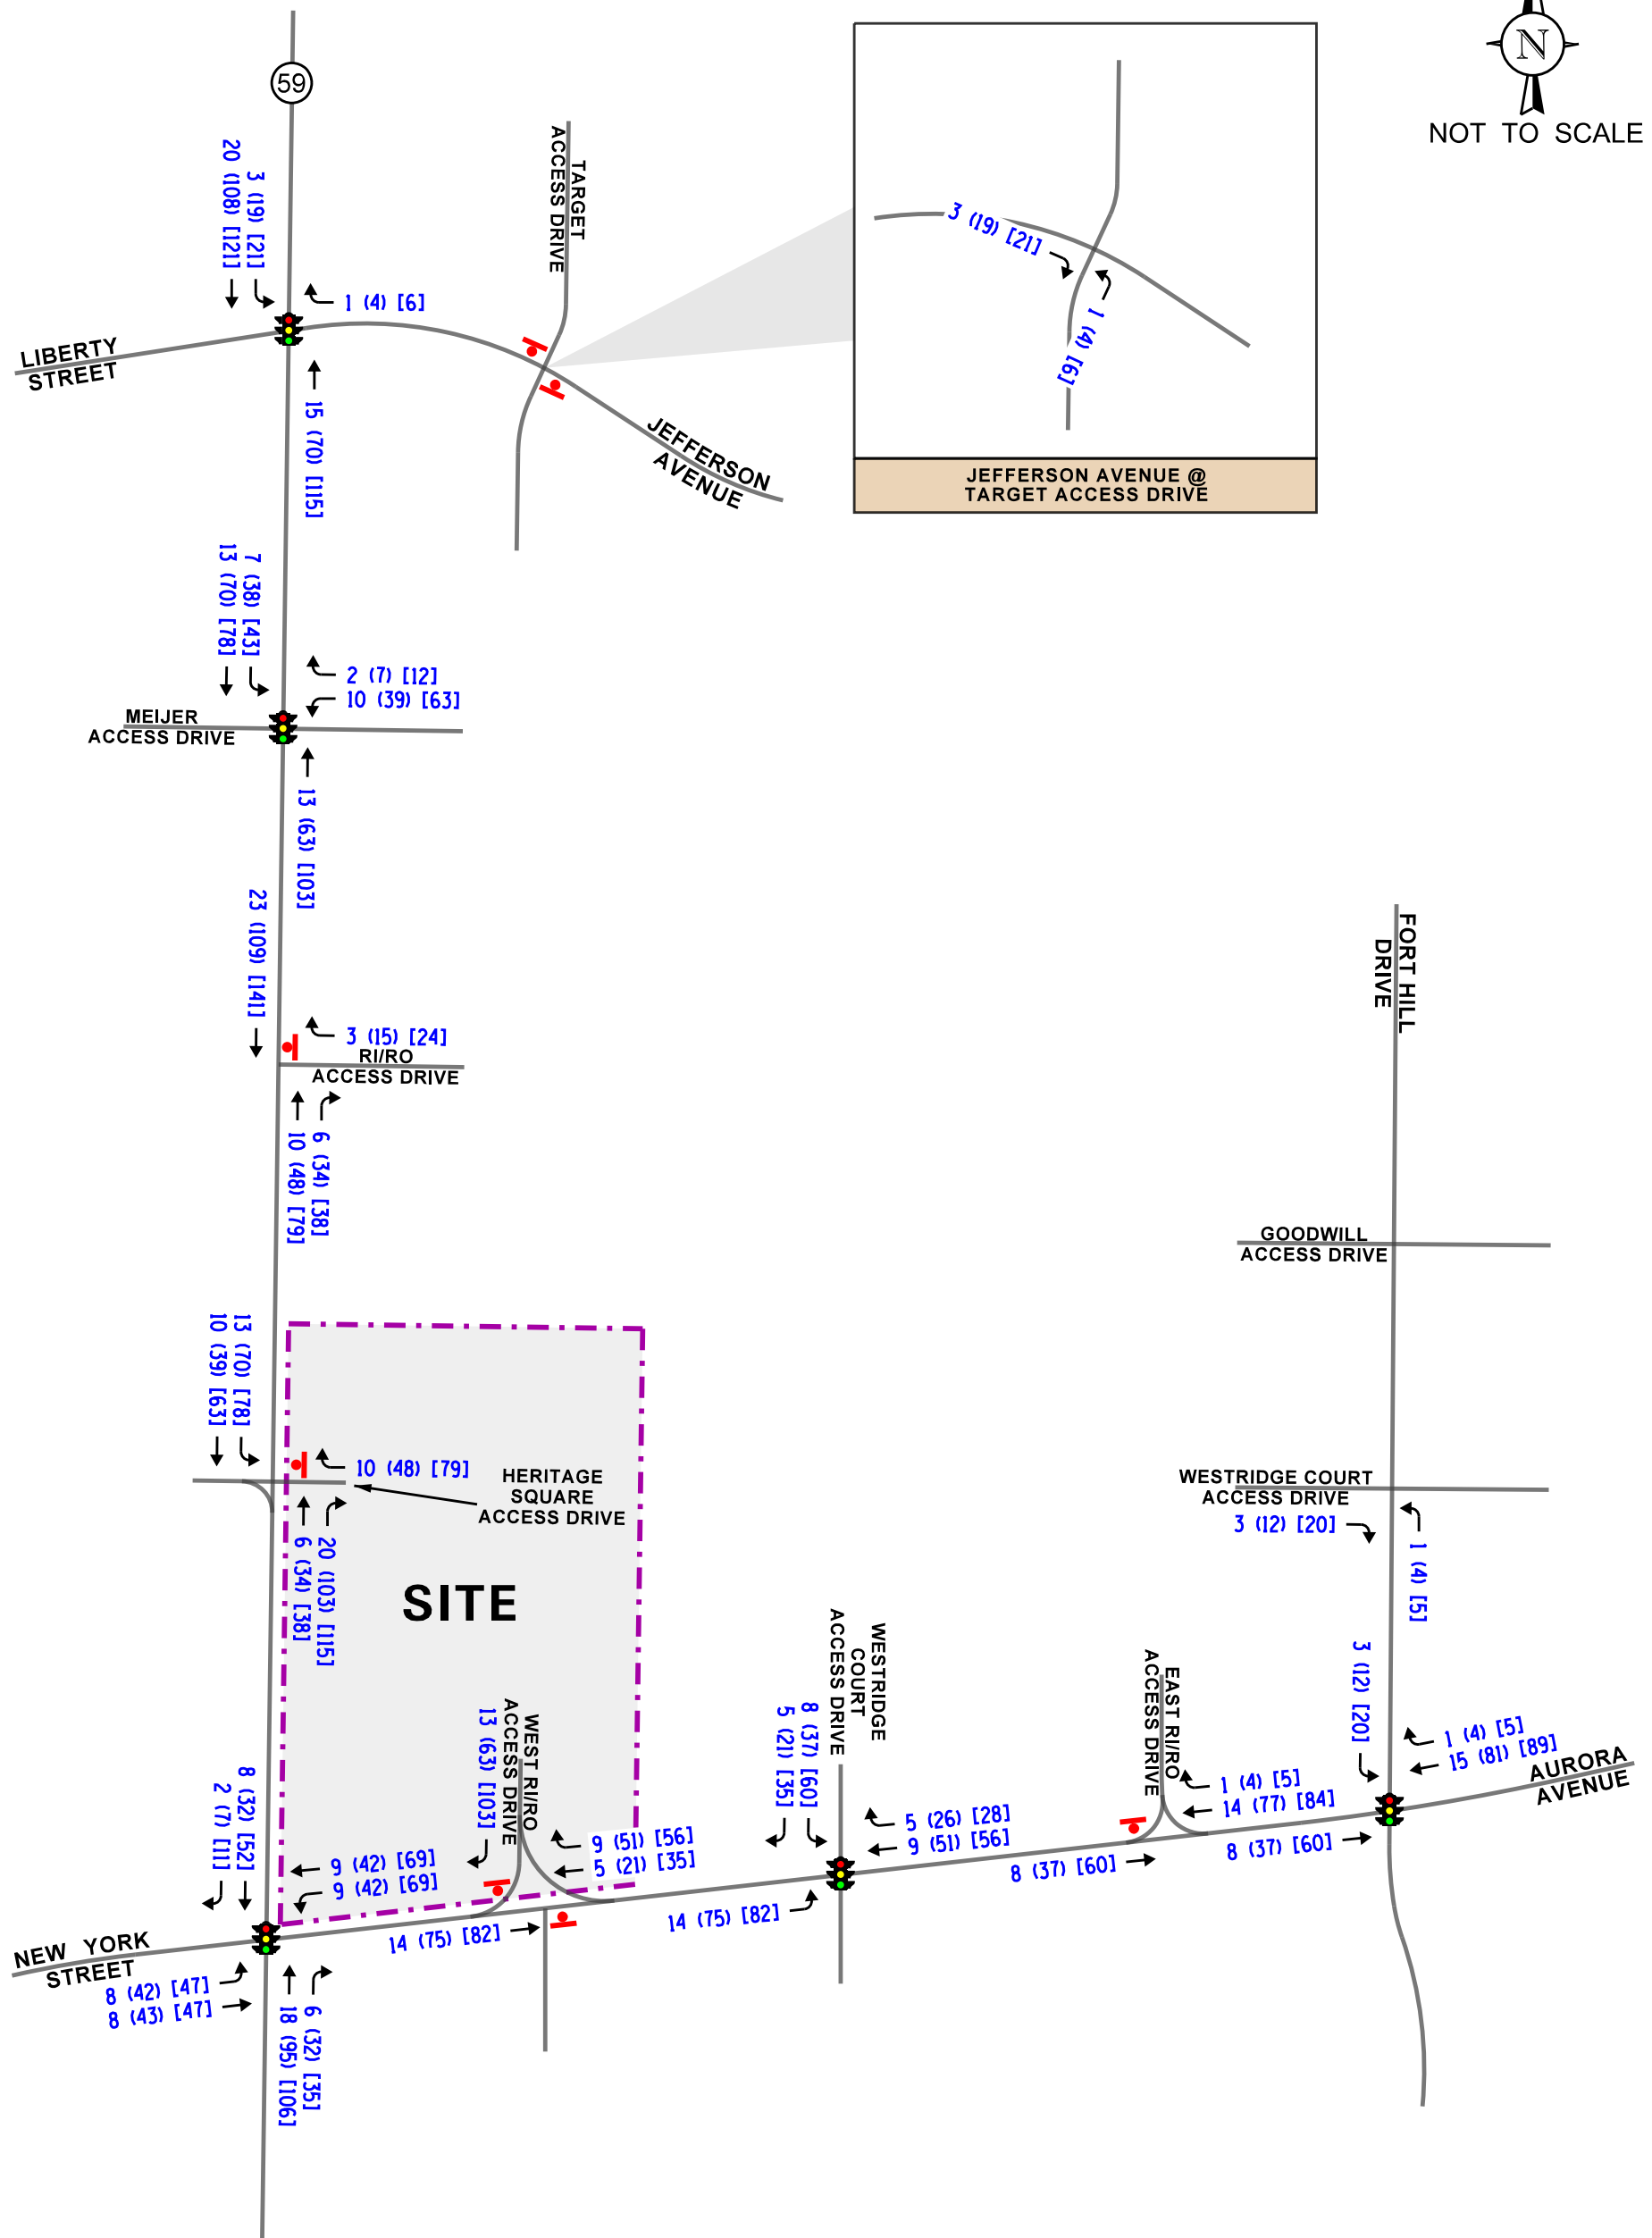 N
NOT TO SCALE
59
20 (108) [121]
3 (19) [21]
TARGET
ACCESS DRIVE
3 (19) [21]
1 (4) [6]
1 (4) [6]
LIBERTY
STREET
15 (70) [115]
JEFFERSON
AVENUE
JEFFERSON AVENUE @
TARGET ACCESS DRIVE
13 (70) [78]
7 (38) [43]
2 (7) [12]
10 (39) [63]
MEIJER
ACCESS DRIVE
13 (63) [103]
23 (109) [141]
3 (15) [24]
RI/RO
ACCESS DRIVE
10 (48) [79]
6 (34) [38]
FORT HILL
DRIVE
GOODWILL
ACCESS DRIVE
10 (39) [63]
13 (70) [78]
10 (48) [79]
HERITAGE
SQUARE
ACCESS DRIVE
6 (34) [38]
20 (103) [115]
SITE
WESTRIDGE COURT
ACCESS DRIVE
3 (12) [20]
1 (4) [5]
WESTRIDGE
COURT
ACCESS DRIVE
EAST RI/RO
ACCESS DRIVE
WEST RI/RO
ACCESS DRIVE
13 (63) [103]
5 (21) [35]
8 (37) [60]
3 (12) [20]
1 (4) [5]
15 (81) [89]
AURORA
AVENUE
2 (7) [11]
8 (32) [52]
9 (42) [69]
9 (42) [69]
9 (51) [56]
5 (21) [35]
5 (26) [28]
9 (51) [56]
1 (4) [5]
14 (77) [84]
8 (37) [60]
8 (37) [60]
14 (75) [82]
14 (75) [82]
NEW YORK
STREET
8 (42) [47]
8 (43) [47]
18 (95) [106]
6 (32) [35]